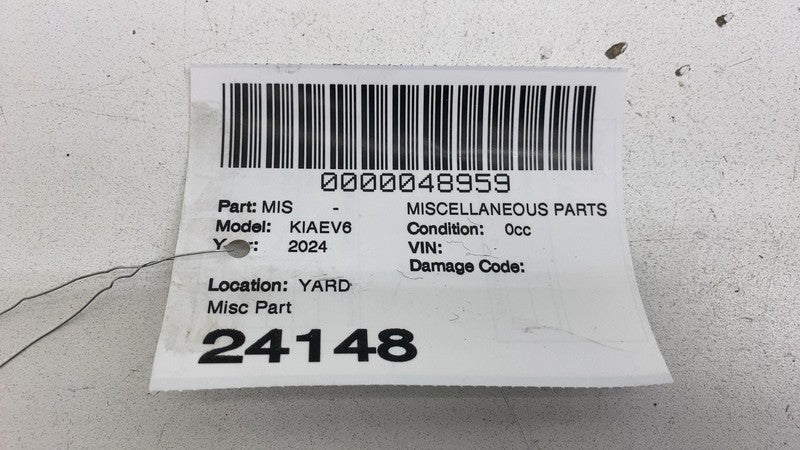 0000048959
Part: MIS - MISCELLANEOUS PARTS
Model: KIAEV6 Condition: 0cc
2024 VIN:
Damage Code:
Location: YARD
Misc Part
24148